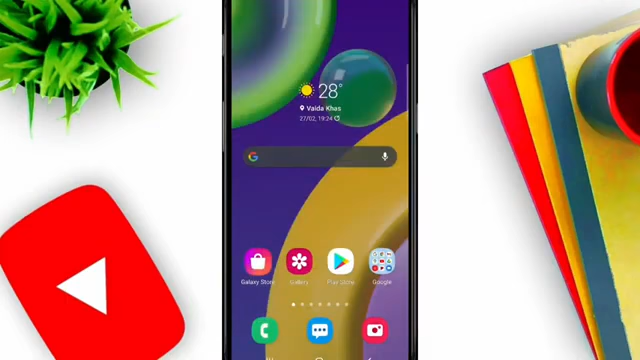 28°
Vaida Khas
27/02, 19:24
G
Galaxy Store
Gallery
Play Store
Google